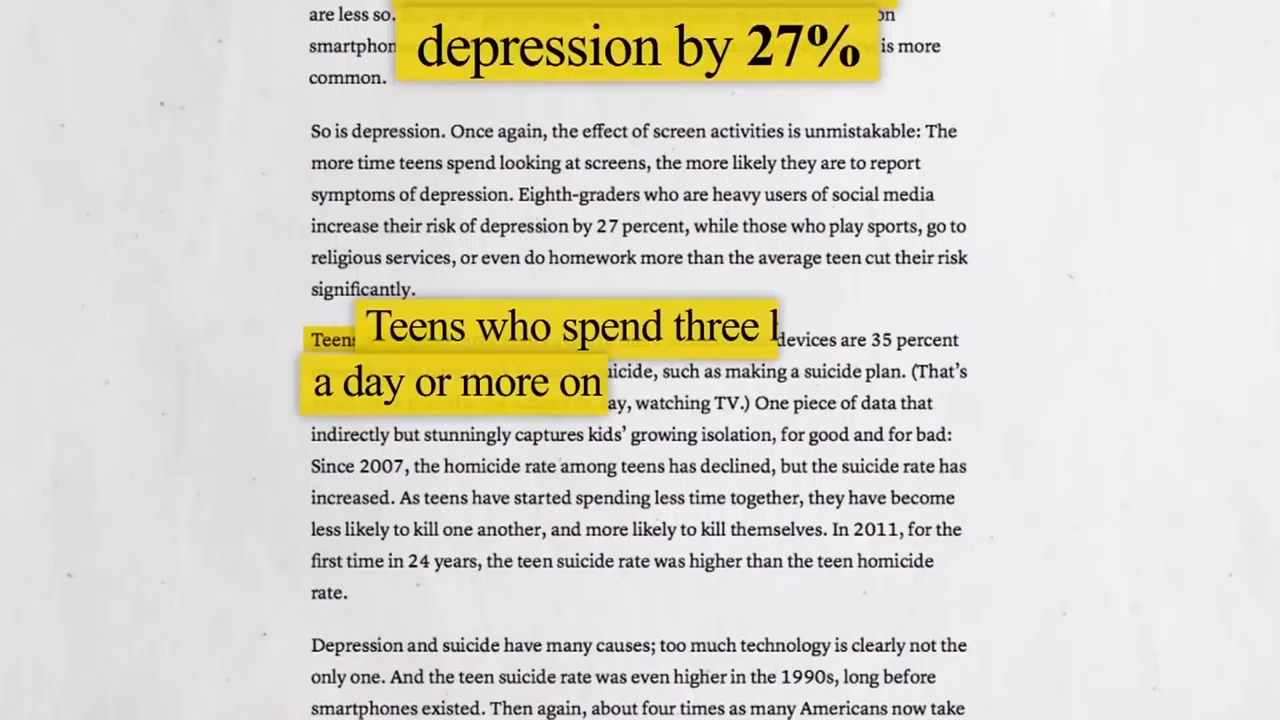 are less so. on
depression by 27%
smartphon is more
common.
So is depression. Once again, the effect of screen activities is unmistakable: The
more time teens spend looking at screens, the more likely they are to report
symptoms of depression. Eighth-graders who are heavy users of social media
increase their risk of depression by 27 percent, while those who play sports, go to
religious services, or even do homework more than the average teen cut their risk
significantly.
Teens who spend three
Teens devices are 35 percent
a day or more on
icide, such as making a suicide plan. (That’s
ay, watching TV.) One piece of data that
indirectly but stunningly captures kids’ growing isolation, for good and for bad:
Since 2007, the homicide rate among teens has declined, but the suicide rate has
increased. As teens have started spending less time together, they have become
less likely to kill one another, and more likely to kill themselves. In 2011, for the
first time in 24 years, the teen suicide rate was higher than the teen homicide
rate.
Depression and suicide have many causes; too much technology is clearly not the
only one. And the teen suicide rate was even higher in the 1990s, long before
smartphones existed. Then again, about four times as many Americans now take